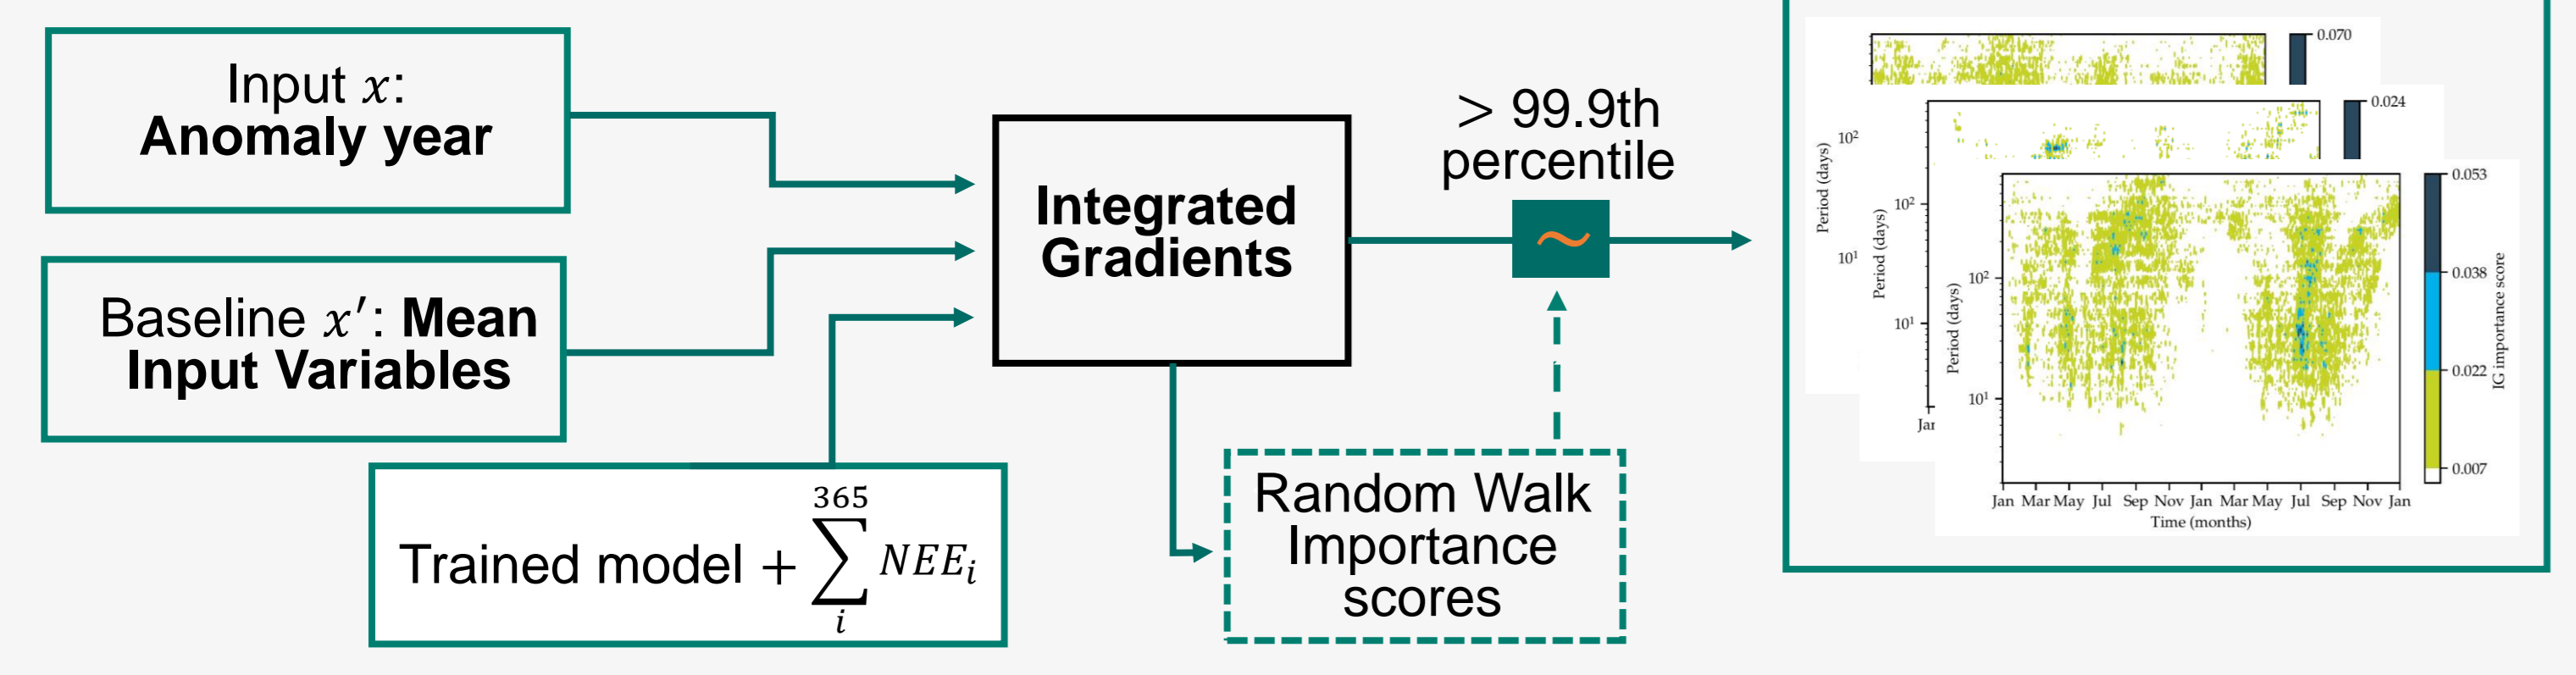 Input x:
Anomaly year
Baseline x′: Mean
Input Variables
Trained model + ∑_i^365 NEE_i
Integrated
Gradients
> 99.9th
percentile
~
Random Walk
Importance
scores
0.070
10²
10¹
Period (days)
0.024
10²
10¹
Period (days)
Jan
0.053
0.038
0.022
0.007
IG importance score
10²
10¹
Period (days)
Jan Mar May Jul Sep Nov Jan Mar May Jul Sep Nov Jan
Time (months)